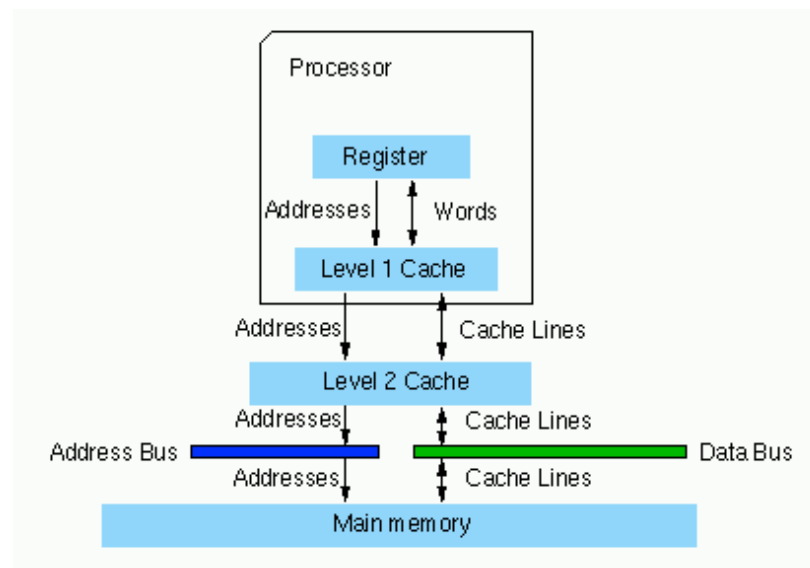 Processor
Register
Addresses Words
Level 1 Cache
Addresses Cache Lines
Level 2 Cache
Addresses Cache Lines
Address Bus Data Bus
Addresses Cache Lines
Main memory